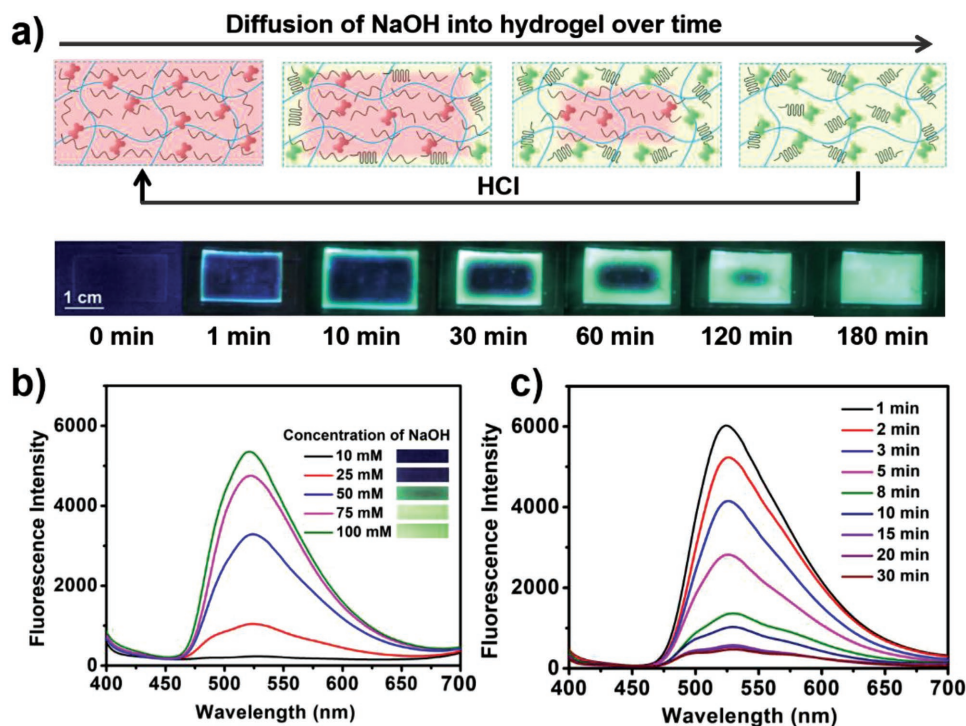 a)
Diffusion of NaOH into hydrogel over time
HCl
1 cm
0 min 1 min 10 min 30 min 60 min 120 min 180 min
b)
Fluorescence Intensity
6000
4000
2000
0
Concentration of NaOH
10 mM
25 mM
50 mM
75 mM
100 mM
400 450 500 550 600 650 700
Wavelength (nm)
c)
Fluorescence Intensity
6000
4000
2000
0
1 min
2 min
3 min
5 min
8 min
10 min
15 min
20 min
30 min
400 450 500 550 600 650 700
Wavelength (nm)